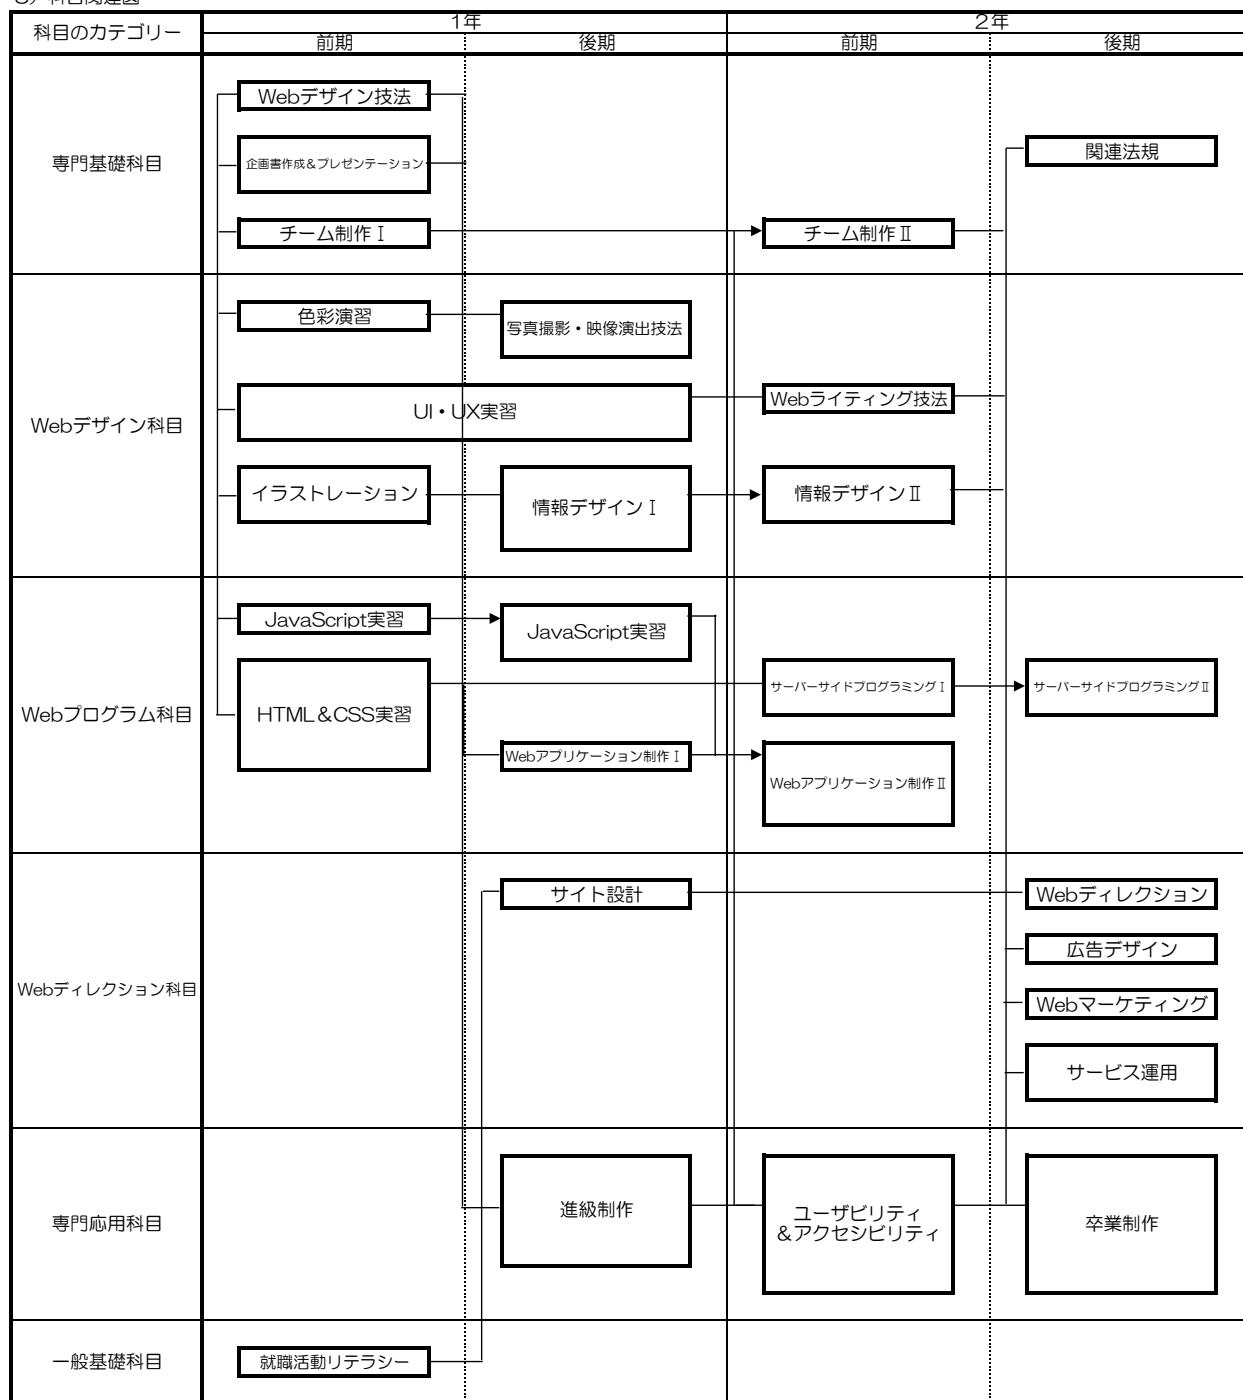 科目のカテゴリー
1年
2年
前期
後期
前期
後期
専門基礎科目
Webデザイン技法
企画書作成&プレゼンテーション
関連法規
チーム制作Ⅰ
チーム制作Ⅱ
Webデザイン科目
色彩演習
写真撮影・映像演出技法
UI・UX実習
Webライティング技法
イラストレーション
情報デザインⅠ
情報デザインⅡ
Webプログラム科目
JavaScript実習
JavaScript実習
HTML&CSS実習
サーバーサイドプログラミングⅠ
サーバーサイドプログラミングⅡ
Webアプリケーション制作Ⅰ
Webアプリケーション制作Ⅱ
Webディレクション科目
サイト設計
Webディレクション
広告デザイン
Webマーケティング
サービス運用
専門応用科目
進級制作
ユーザビリティ
&アクセシビリティ
卒業制作
一般基礎科目
就職活動リテラシー